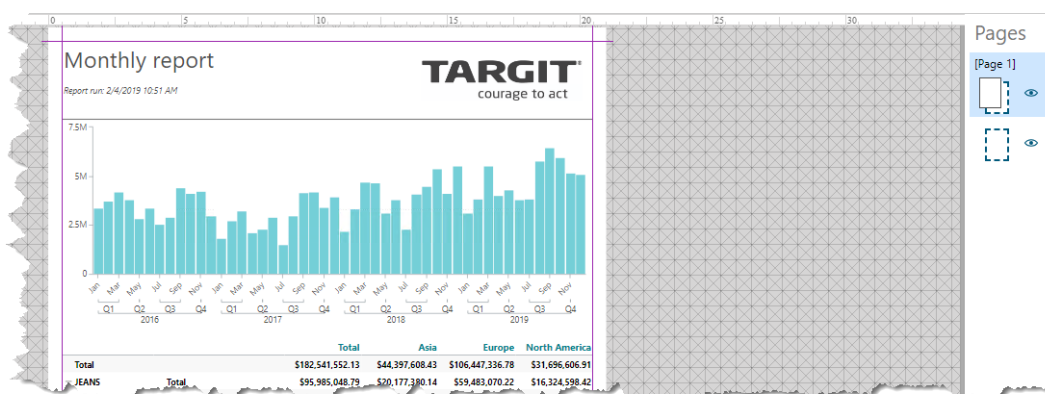 0 5 10 15 20 25 30
Pages
[Page 1]
Monthly report
Report run: 2/4/2019 10:51 AM
TARGIT
courage to act
7.5M
5M
2.5M
0
Jan Mar May Jul Sep Nov Jan Mar May Jul Sep Nov Jan Mar May Jul Sep Nov Jan Mar May Jul Sep Nov
Q1 Q2 Q3 Q4 Q1 Q2 Q3 Q4 Q1 Q2 Q3 Q4 Q1 Q2 Q3 Q4
2016 2017 2018 2019
Total Asia Europe North America
Total $182,541,552.13 $44,397,608.43 $106,447,336.78 $31,696,606.91
JEANS Total $95,985,048.79 $20,177,380.14 $59,483,070.22 $16,324,598.42